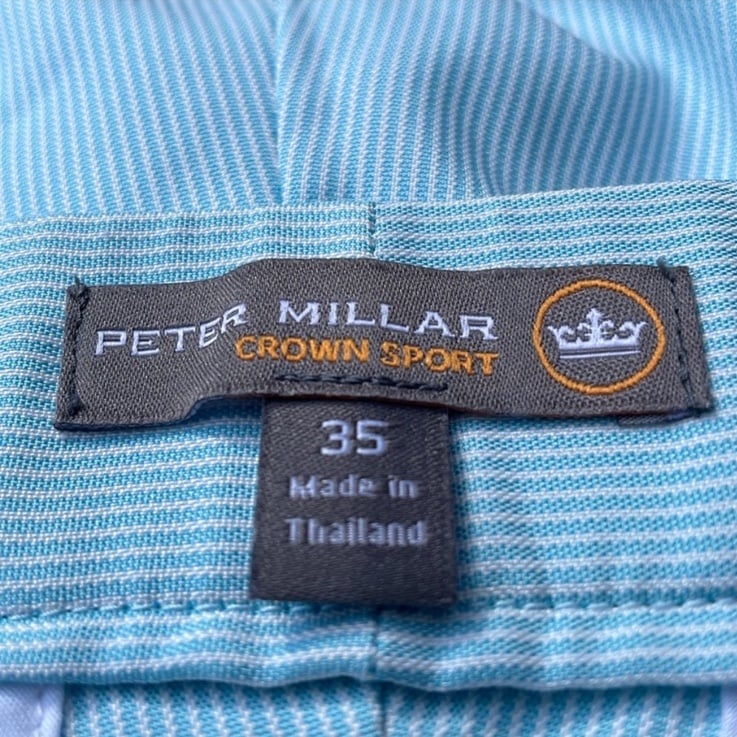 PETER MILLAR
CROWN SPORT
35
Made in
Thailand